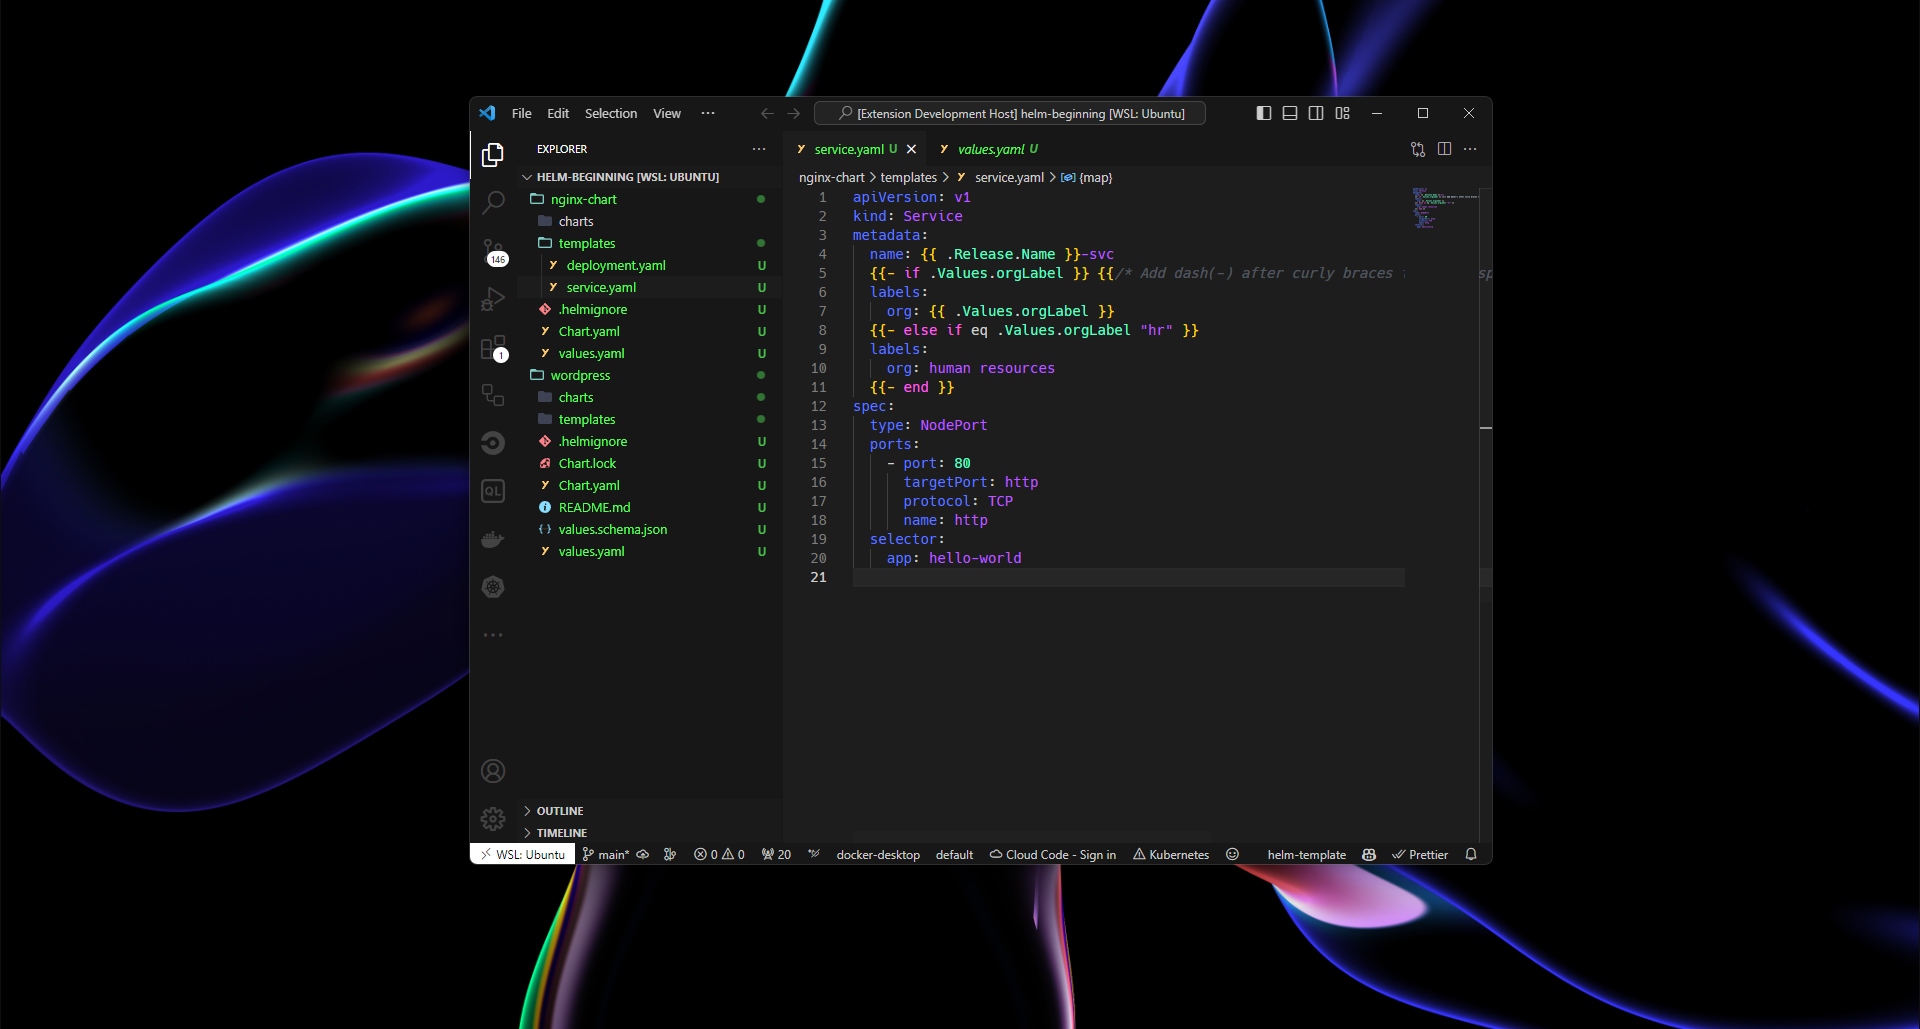 File Edit Selection View ··· [Extension Development Host] helm-beginning [WSL: Ubuntu]
EXPLORER
HELM-BEGINNING [WSL: UBUNTU]
nginx-chart
charts
templates
deployment.yaml U
service.yaml U
.helmignore U
Chart.yaml U
values.yaml U
wordpress
charts
templates
.helmignore U
Chart.lock U
Chart.yaml U
README.md U
values.schema.json U
values.yaml U
146
1
QL
OUTLINE
TIMELINE
service.yaml U values.yaml U
nginx-chart > templates > service.yaml > {map}
1 apiVersion: v1
2 kind: Service
3 metadata:
4 name: {{ .Release.Name }}-svc
5 {{- if .Values.orgLabel }} {{/* Add dash(-) after curly braces
6 labels:
7 org: {{ .Values.orgLabel }}
8 {{- else if eq .Values.orgLabel "hr" }}
9 labels:
10 org: human resources
11 {{- end }}
12 spec:
13 type: NodePort
14 ports:
15 - port: 80
16 targetPort: http
17 protocol: TCP
18 name: http
19 selector:
20 app: hello-world
21
WSL: Ubuntu main* 0 0 20 docker-desktop default Cloud Code - Sign in Kubernetes helm-template Prettier